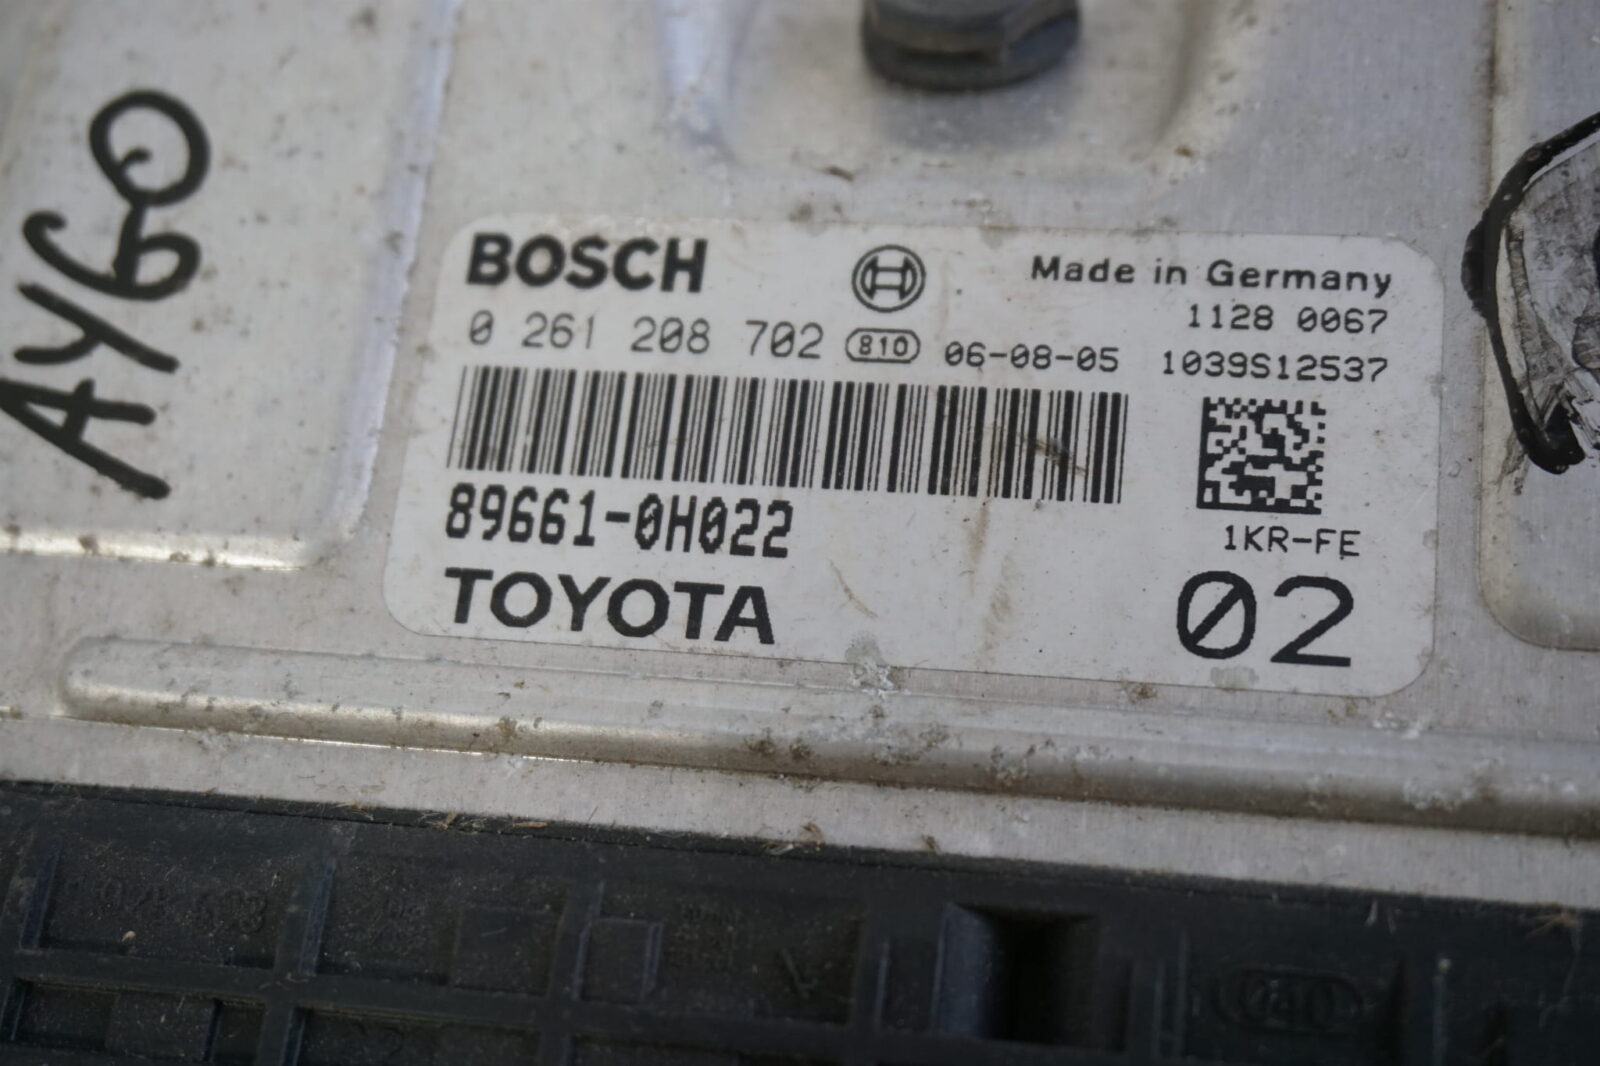 AYGO
BOSCH
Made in Germany
1128 0067
0 261 208 702 810 06-08-05 1039S12537
89661-0H022
1KR-FE
TOYOTA
02